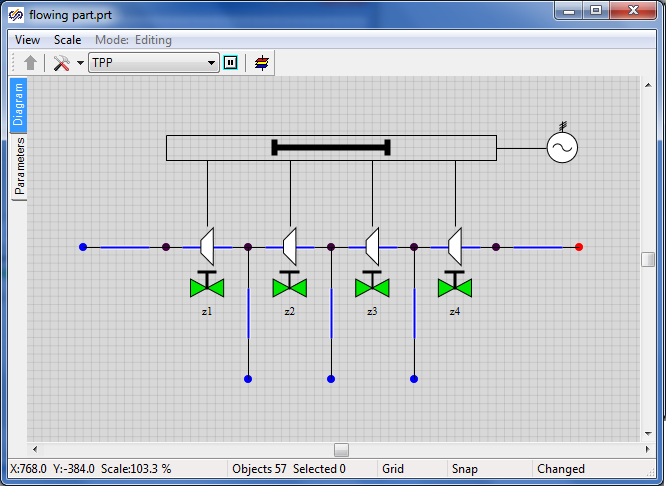 flowing part.prt
View Scale Mode: Editing
TPP
Diagram
Parameters
z1 z2 z3 z4
X:768.0 Y:-384.0 Scale:103.3 % Objects 57 Selected 0 Grid Snap Changed